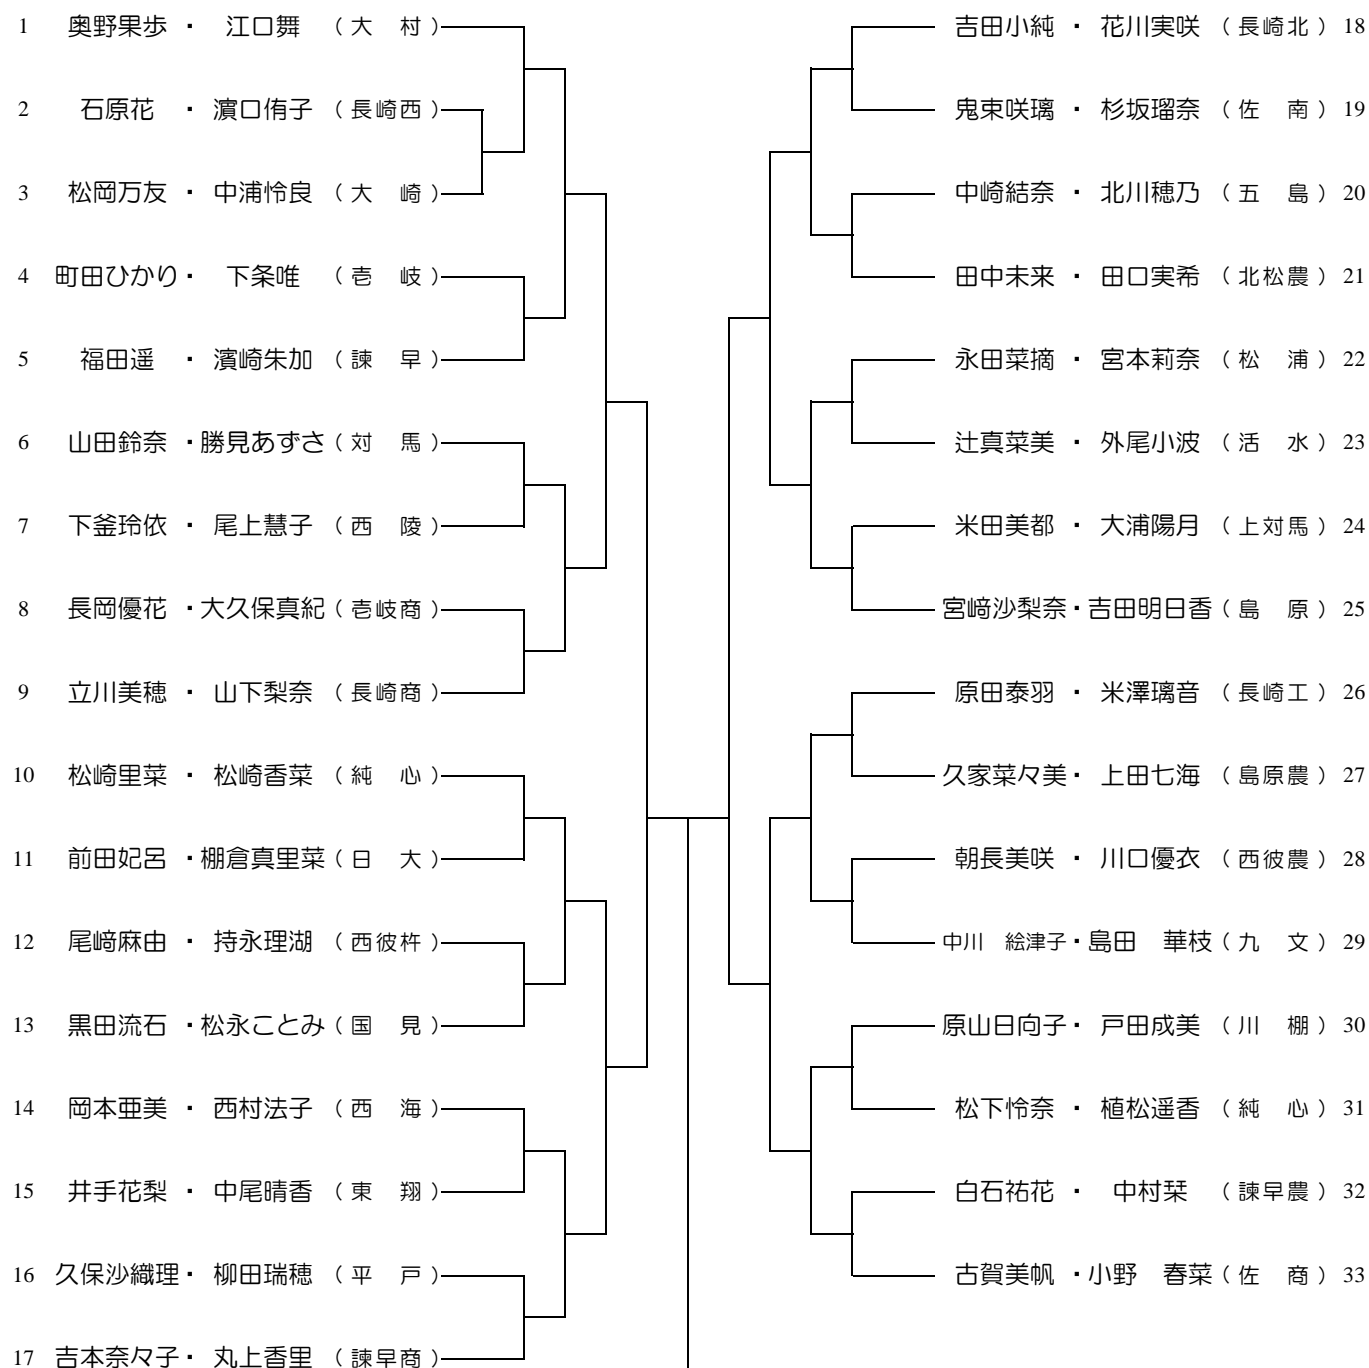 1 奥野果歩 ・ 江口舞 （大 村）
2 石原花 ・ 濵口侑子 （長崎西）
3 松岡万友 ・ 中浦怜良 （大 崎）
4 町田ひかり・ 下条唯 （壱 岐）
5 福田遥 ・ 濱崎朱加 （諫 早）
6 山田鈴奈 ・勝見あずさ（対 馬）
7 下釜玲依 ・ 尾上慧子 （西 陵）
8 長岡優花 ・大久保真紀（壱岐商）
9 立川美穂 ・ 山下梨奈 （長崎商）
10 松崎里菜 ・ 松崎香菜 （純 心）
11 前田妃呂 ・棚倉真里菜（日 大）
12 尾﨑麻由 ・ 持永理湖 （西彼杵）
13 黒田流石 ・松永ことみ（国 見）
14 岡本亜美 ・ 西村法子 （西 海）
15 井手花梨 ・ 中尾晴香 （東 翔）
16 久保沙織理・ 柳田瑞穂 （平 戸）
17 吉本奈々子・ 丸上香里 （諫早商）
吉田小純 ・ 花川実咲 （長崎北） 18
鬼束咲璃 ・ 杉坂瑠奈 （佐 南） 19
中崎結奈 ・ 北川穂乃 （五 島） 20
田中未来 ・ 田口実希 （北松農） 21
永田菜摘 ・ 宮本莉奈 （松 浦） 22
辻真菜美 ・ 外尾小波 （活 水） 23
米田美都 ・ 大浦陽月 （上対馬） 24
宮﨑沙梨奈・吉田明日香（島 原） 25
原田泰羽 ・ 米澤璃音 （長崎工） 26
久家菜々美・ 上田七海 （島原農） 27
朝長美咲 ・ 川口優衣 （西彼農） 28
中川 絵津子・島田 華枝（九 文） 29
原山日向子・ 戸田成美 （川 棚） 30
松下怜奈 ・ 植松遥香 （純 心） 31
白石祐花 ・ 中村栞 （諫早農） 32
古賀美帆 ・小野 春菜（佐 商） 33